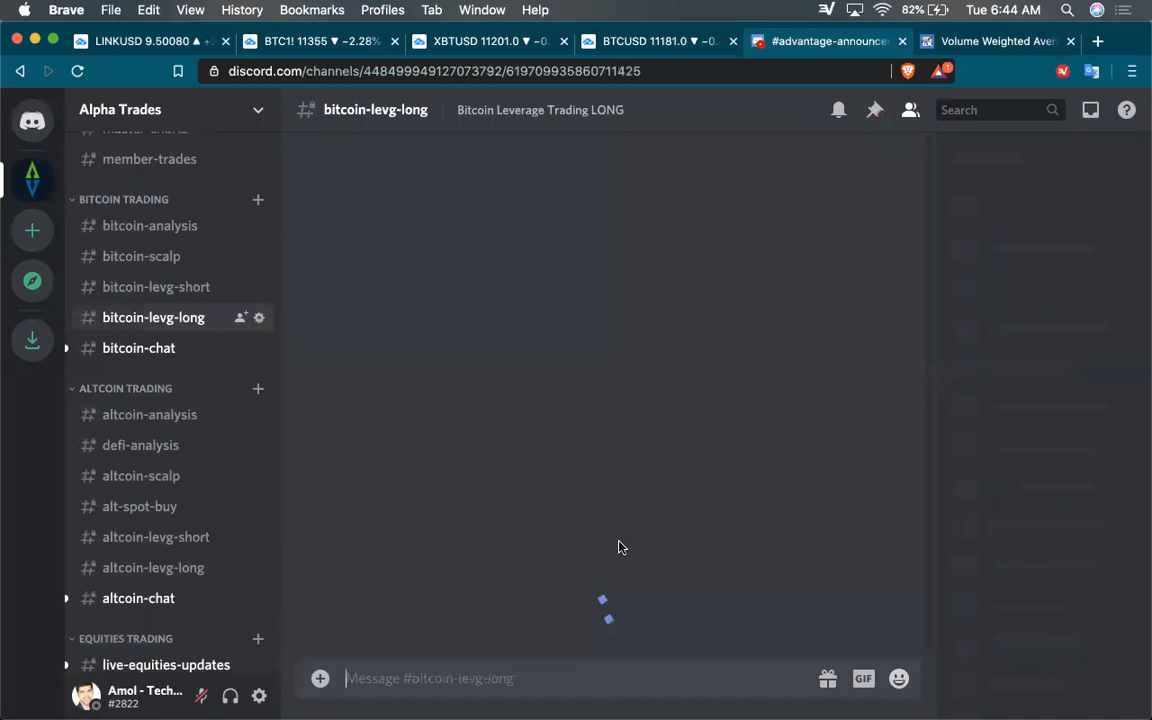 Brave File Edit View History Bookmarks Profiles Tab Window Help 82% Tue 6:44 AM
LINKUSD 9.50080 ▲ + BTC1! 11355 ▼ −2.28% XBTUSD 11201.0 ▼ −0. BTCUSD 11181.0 ▼ −0. #advantage-announce Volume Weighted Aver
discord.com/channels/448499949127073792/619709935860711425 1
Alpha Trades # bitcoin-levg-long Bitcoin Leverage Trading LONG Search
master-charts
member-trades
BITCOIN TRADING
bitcoin-analysis
bitcoin-scalp
bitcoin-levg-short
bitcoin-levg-long
bitcoin-chat
ALTCOIN TRADING
altcoin-analysis
defi-analysis
altcoin-scalp
alt-spot-buy
altcoin-levg-short
altcoin-levg-long
altcoin-chat
EQUITIES TRADING
live-equities-updates
Amol - Tech...
#2822
Message #bitcoin-levg-long GIF